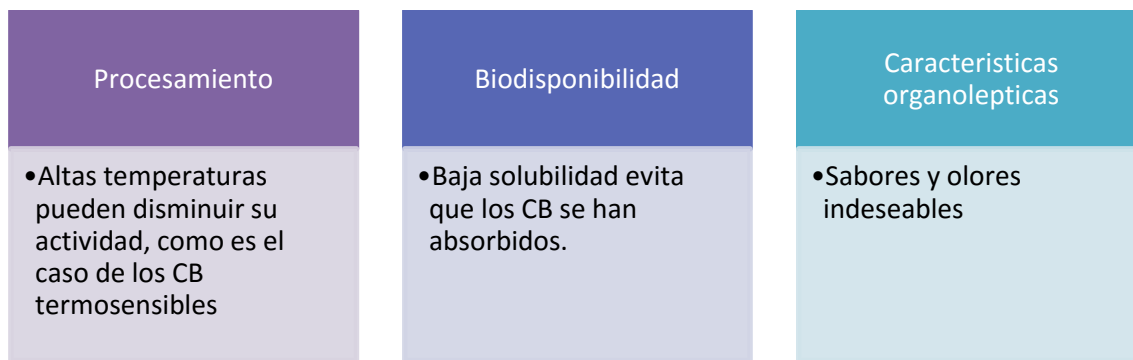 Procesamiento
•Altas temperaturas
pueden disminuir su
actividad, como es el
caso de los CB
termosensibles
Biodisponibilidad
•Baja solubilidad evita
que los CB se han
absorbidos.
Caracteristicas
organolepticas
•Sabores y olores
indeseables